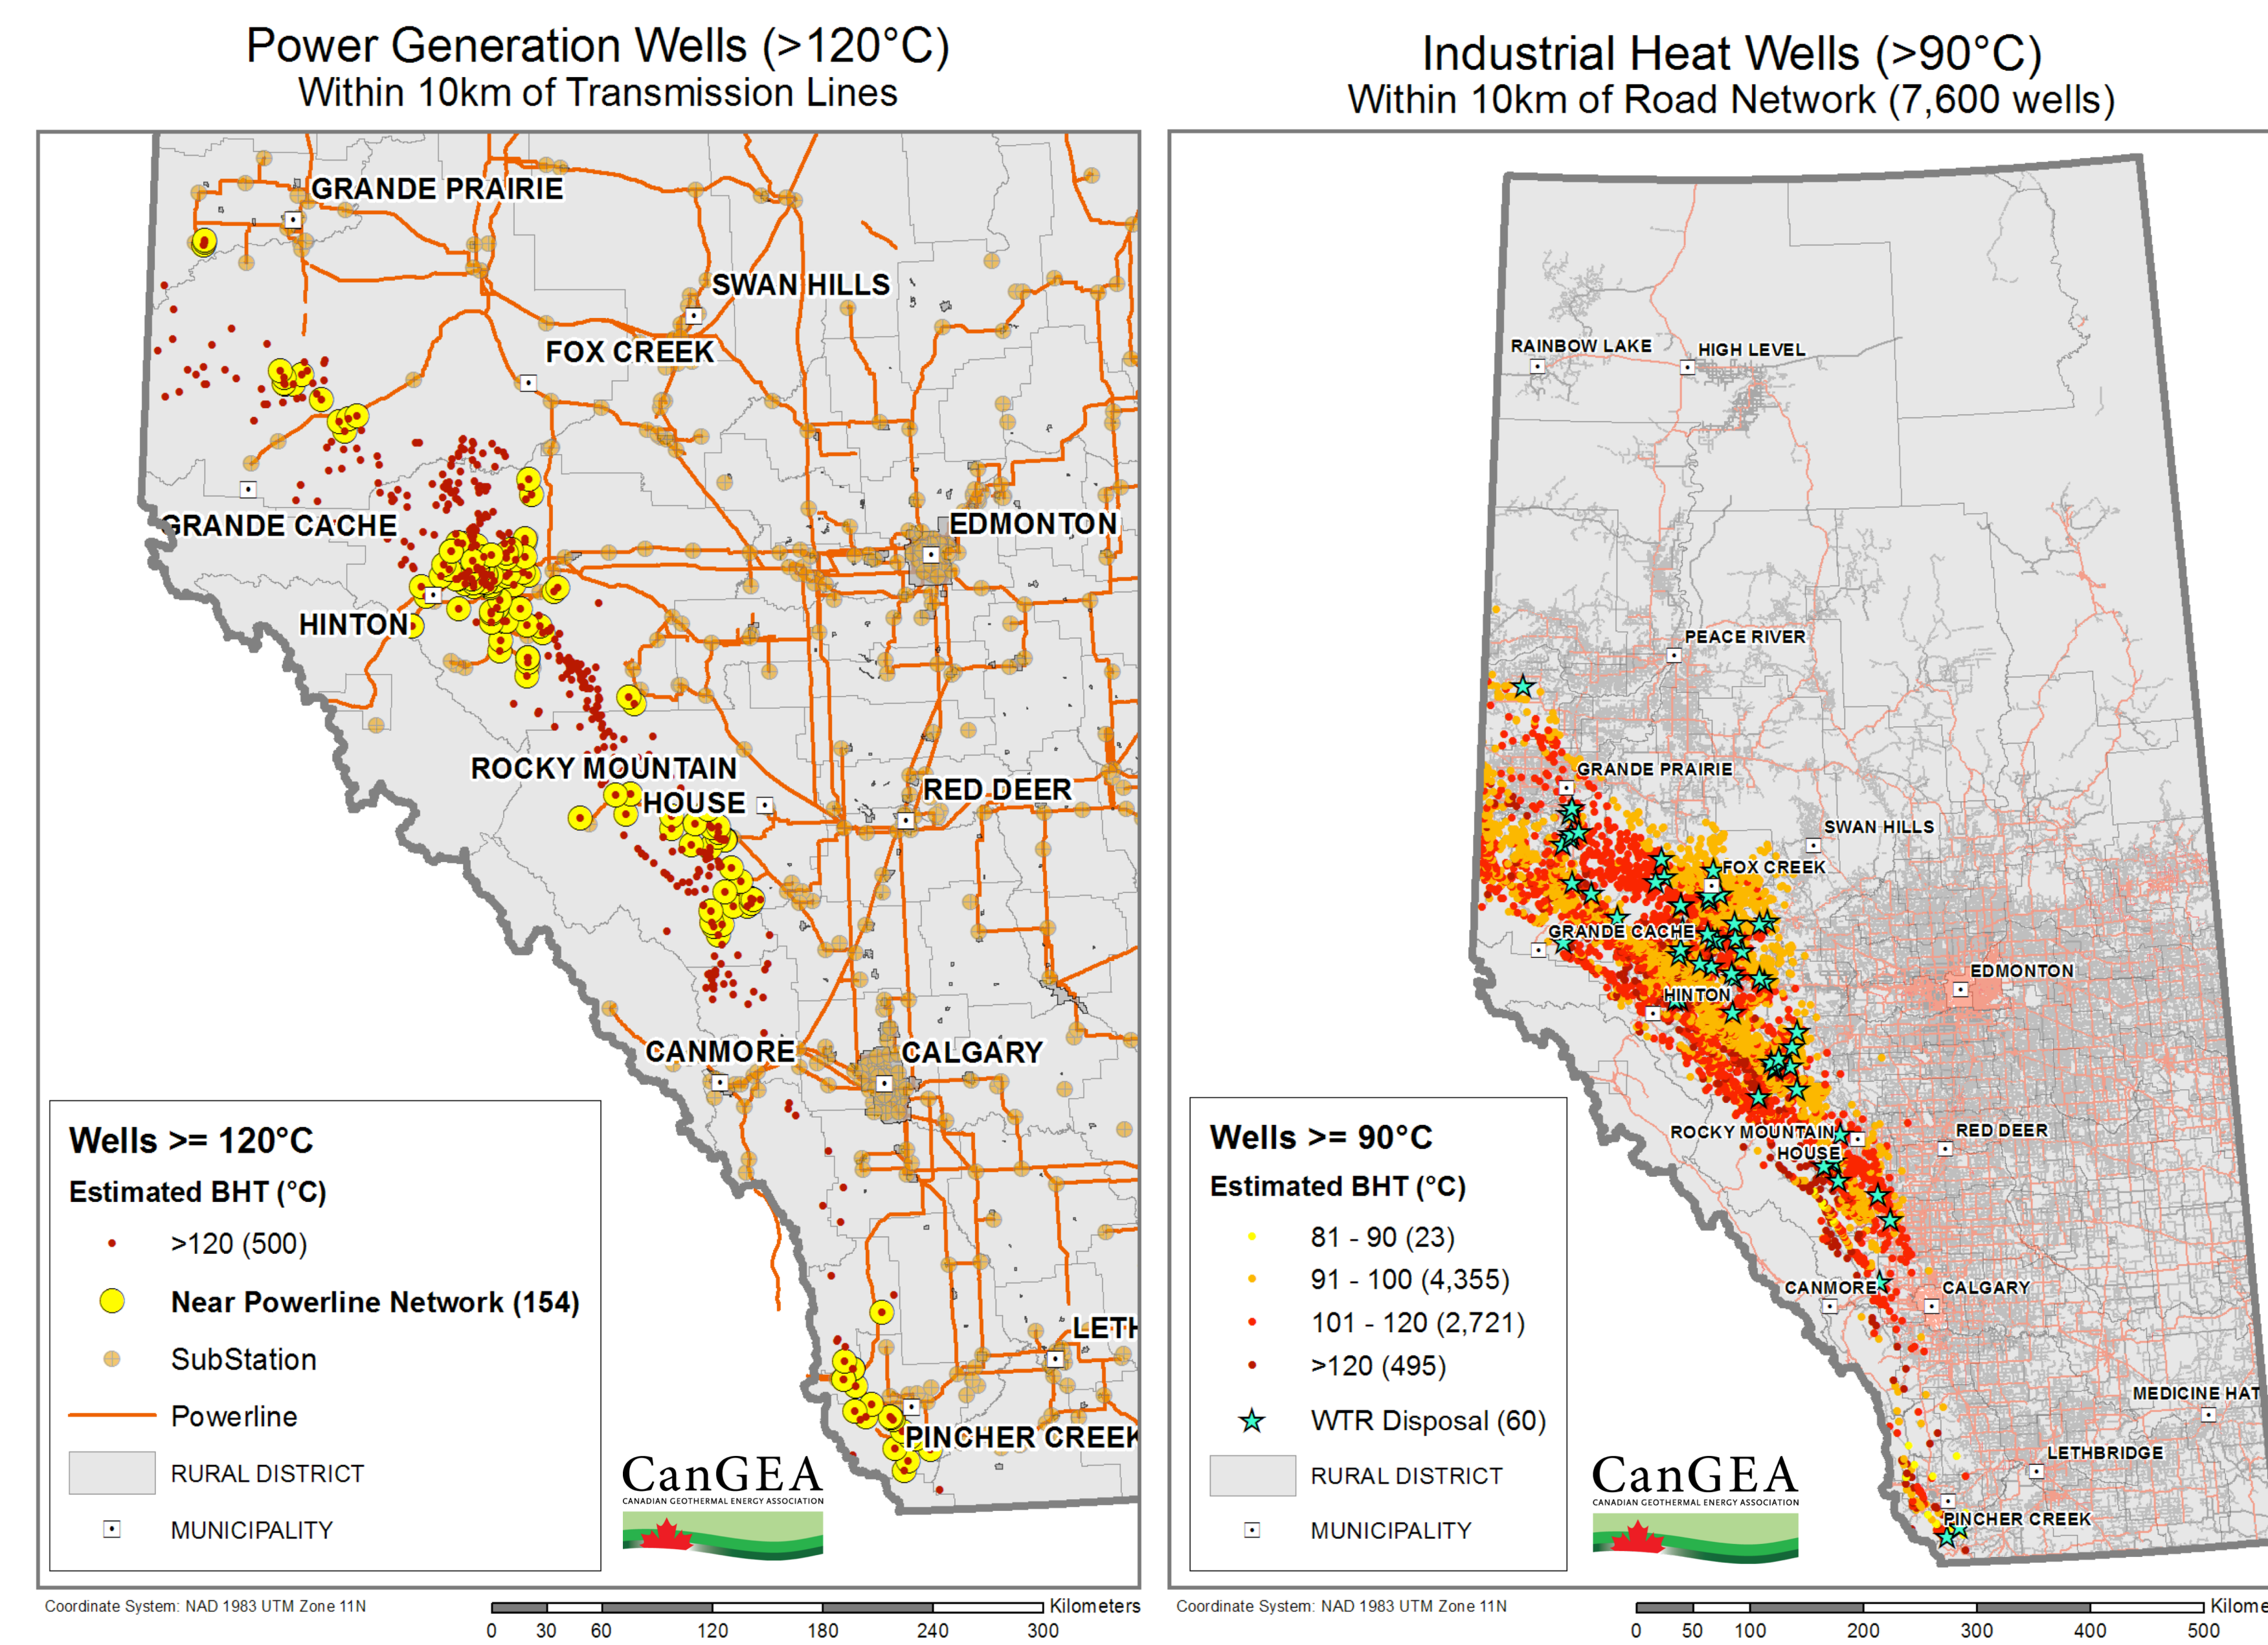 Power Generation Wells (>120°C)
Within 10km of Transmission Lines
GRANDE PRAIRIE
SWAN HILLS
FOX CREEK
EDMONTON
GRANDE CACHE
HINTON
ROCKY MOUNTAIN
HOUSE
RED DEER
CANMORE
CALGARY
LETH
PINCHER CREEK
Wells >= 120°C
Estimated BHT (°C)
>120 (500)
Near Powerline Network (154)
SubStation
Powerline
RURAL DISTRICT
MUNICIPALITY
CanGEA
CANADIAN GEOTHERMAL ENERGY ASSOCIATION
Coordinate System: NAD 1983 UTM Zone 11N
Kilometers
0 30 60 120 180 240 300
Industrial Heat Wells (>90°C)
Within 10km of Road Network (7,600 wells)
RAINBOW LAKE
HIGH LEVEL
PEACE RIVER
GRANDE PRAIRIE
SWAN HILLS
FOX CREEK
GRANDE CACHE
EDMONTON
HINTON
ROCKY MOUNTAIN
HOUSE
RED DEER
CANMORE
CALGARY
MEDICINE HAT
LETHBRIDGE
PINCHER CREEK
Wells >= 90°C
Estimated BHT (°C)
81 - 90 (23)
91 - 100 (4,355)
101 - 120 (2,721)
>120 (495)
WTR Disposal (60)
RURAL DISTRICT
MUNICIPALITY
CanGEA
CANADIAN GEOTHERMAL ENERGY ASSOCIATION
Coordinate System: NAD 1983 UTM Zone 11N
Kilome
0 50 100 200 300 400 500